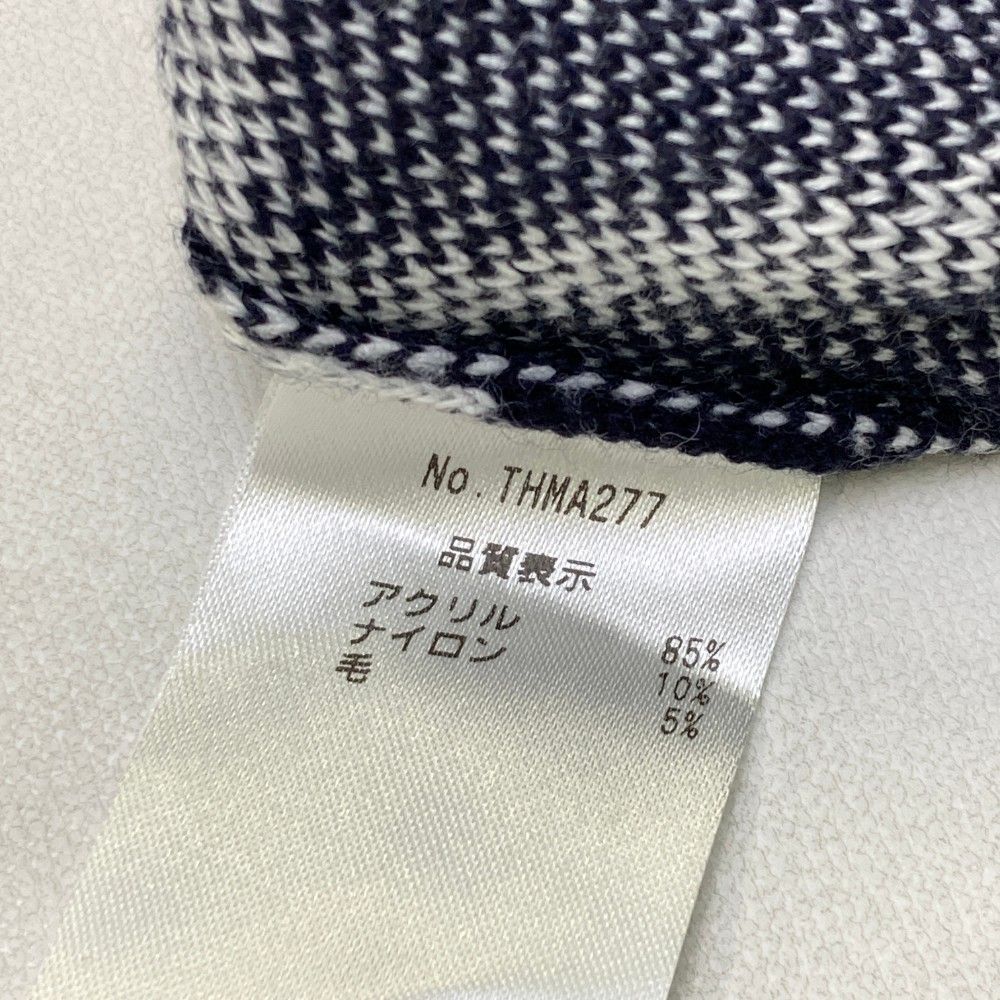 No.THMA277
品質表示
アクリル 85%
ナイロン 10%
毛 5%